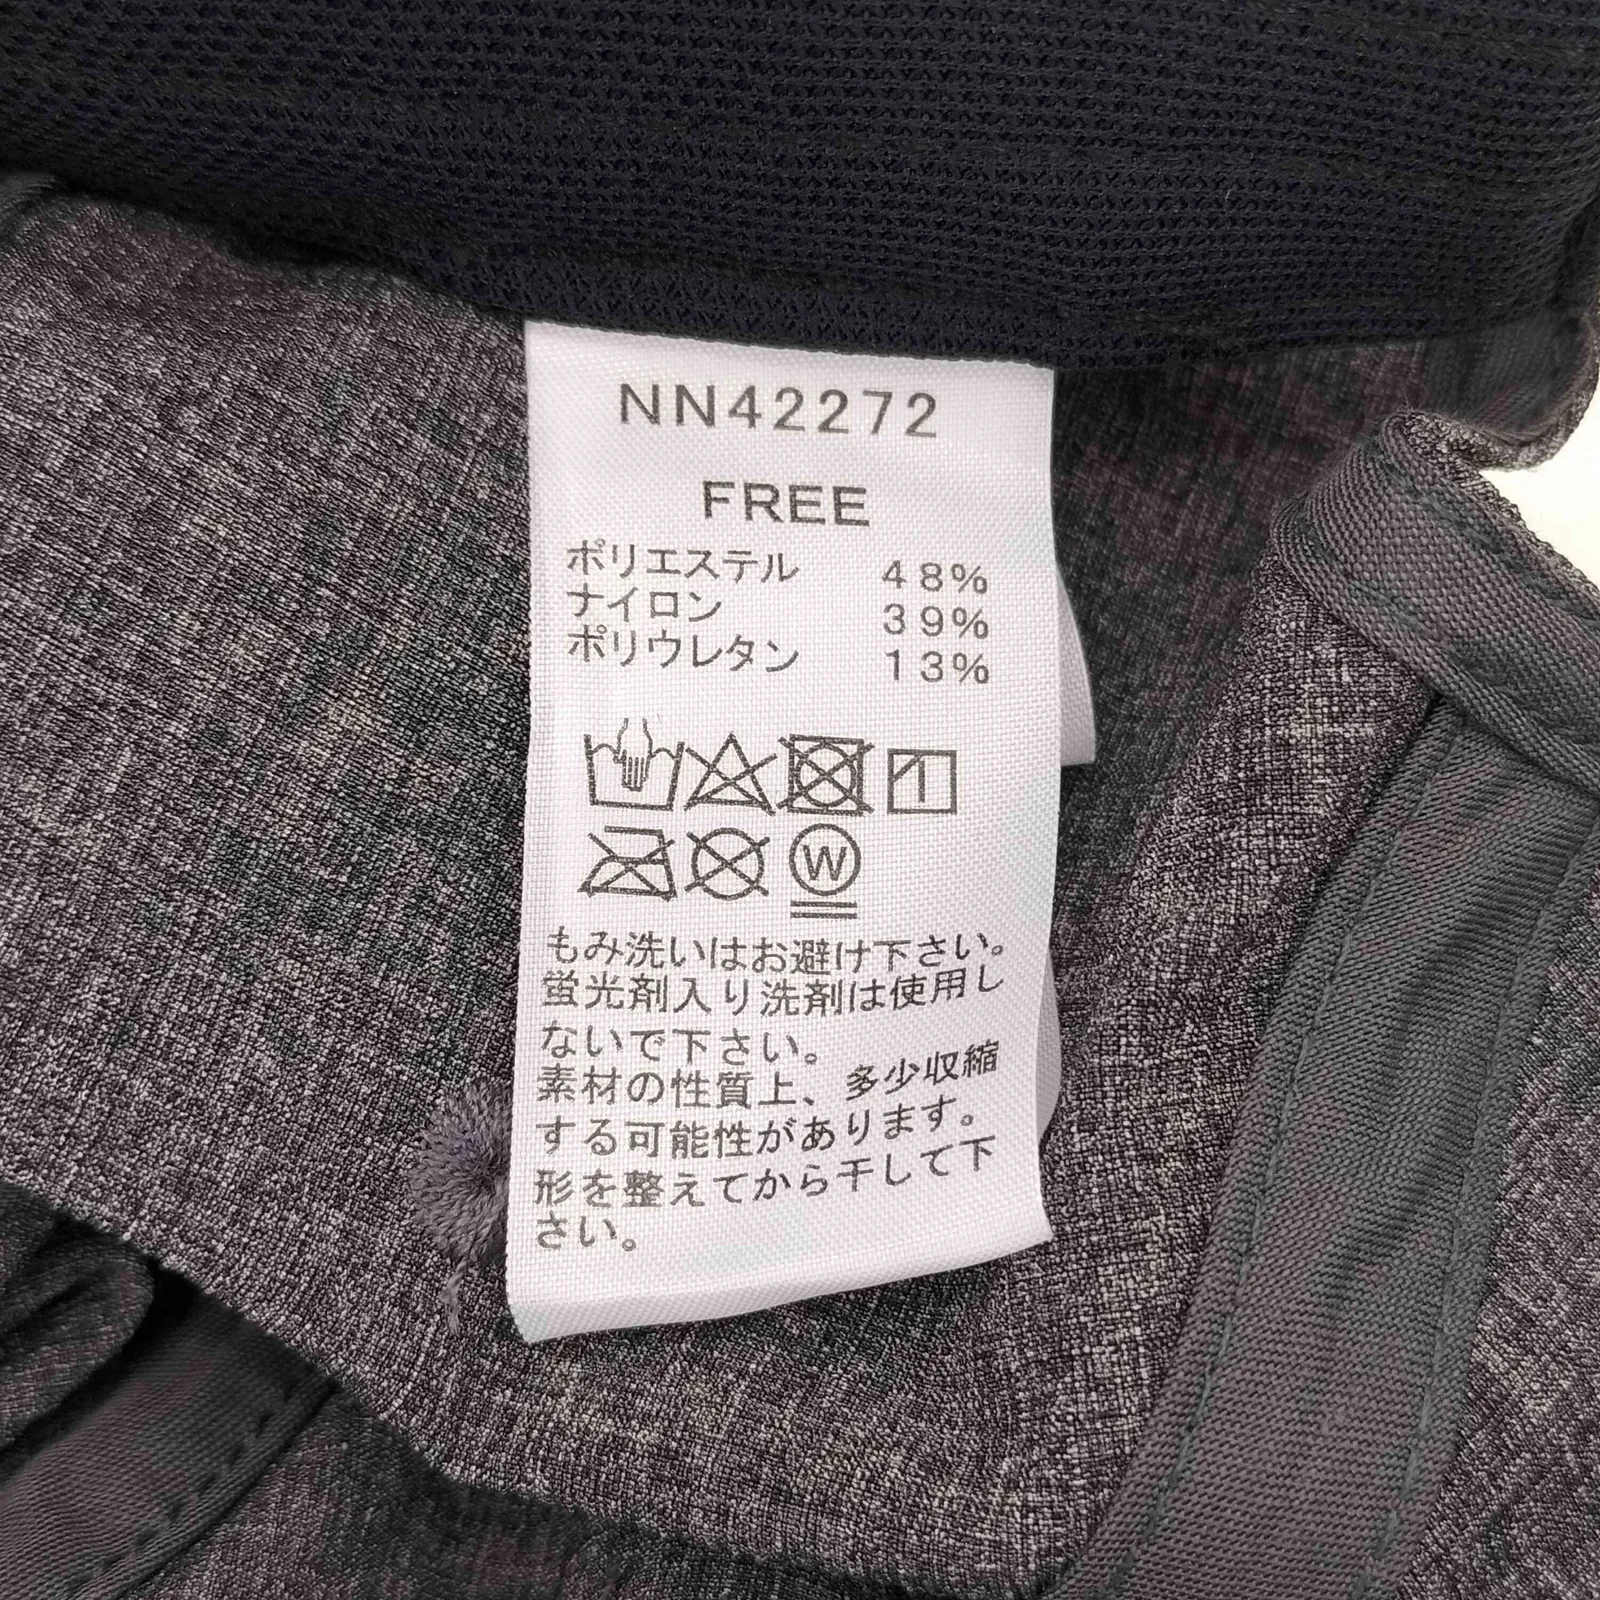 NN42272
FREE
ポリエステル 48%
ナイロン 39%
ポリウレタン 13%
W
もみ洗いはお避け下さい。
蛍光剤入り洗剤は使用し
ないで下さい。
素材の性質上、多少収縮
する可能性があります。
形を整えてから干して下
さい。